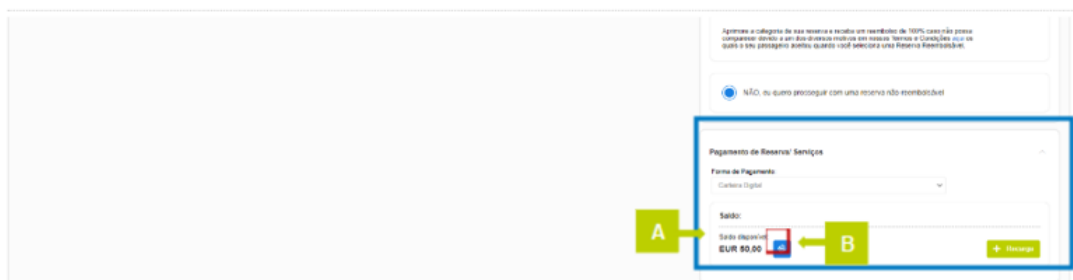 Aprimore a categoria de sua reserva e receba um reembolso de 100% caso não possa
comparecer devido a um dos diversos motivos em nossos Termos e Condições aqui os
quais o seu passageiro aceitou quando você seleciona uma Reserva Reembolsável.
NÃO, eu quero prosseguir com uma reserva não-reembolsável
Pagamento de Reserva/ Serviços
Forma de Pagamento
Carteira Digital
Saldo:
A
Saldo disponível
B
EUR 50,00
+ Recarga